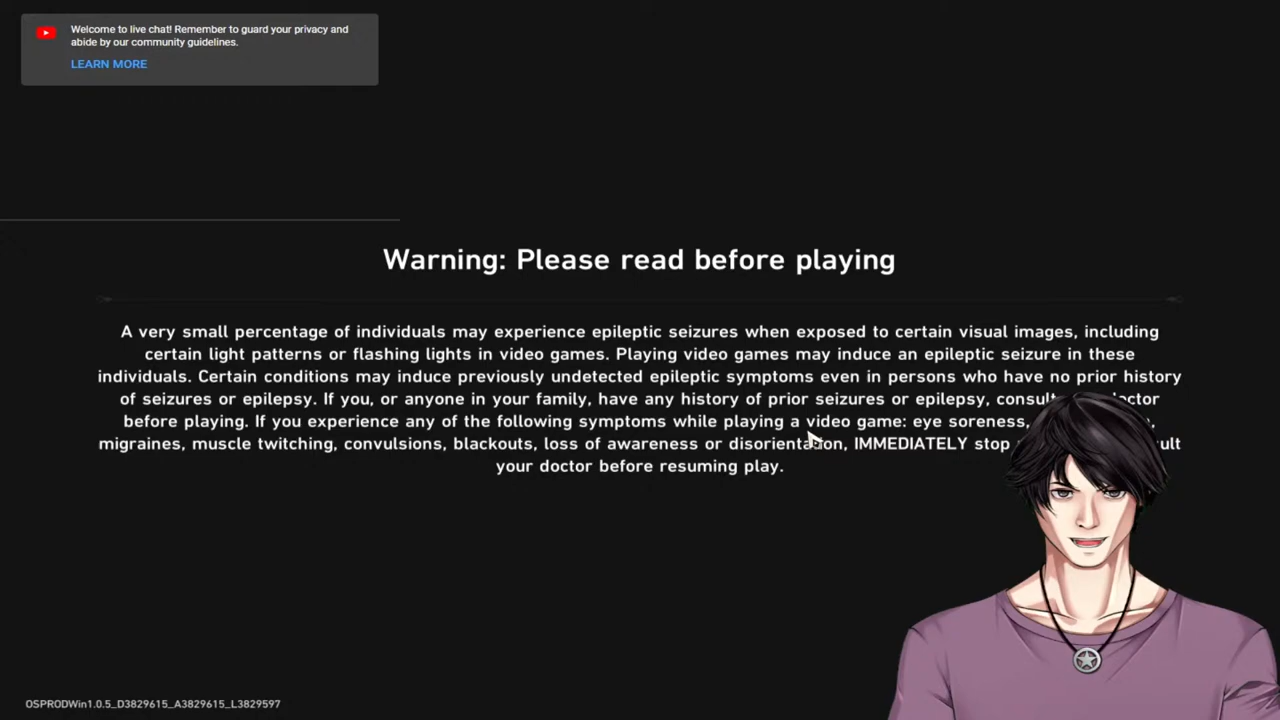 Welcome to live chat! Remember to guard your privacy and
abide by our community guidelines.
LEARN MORE
Warning: Please read before playing
A very small percentage of individuals may experience epileptic seizures when exposed to certain visual images, including
certain light patterns or flashing lights in video games. Playing video games may induce an epileptic seizure in these
individuals. Certain conditions may induce previously undetected epileptic symptoms even in persons who have no prior history
of seizures or epilepsy. If you, or anyone in your family, have any history of prior seizures or epilepsy, consult
before playing. If you experience any of the following symptoms while playing a video game: eye soreness,
migraines, muscle twitching, convulsions, blackouts, loss of awareness or disorientation, IMMEDIATELY stop
your doctor before resuming play.
OSPRODWin1.0.5_D3829615_A3829615_L3829597